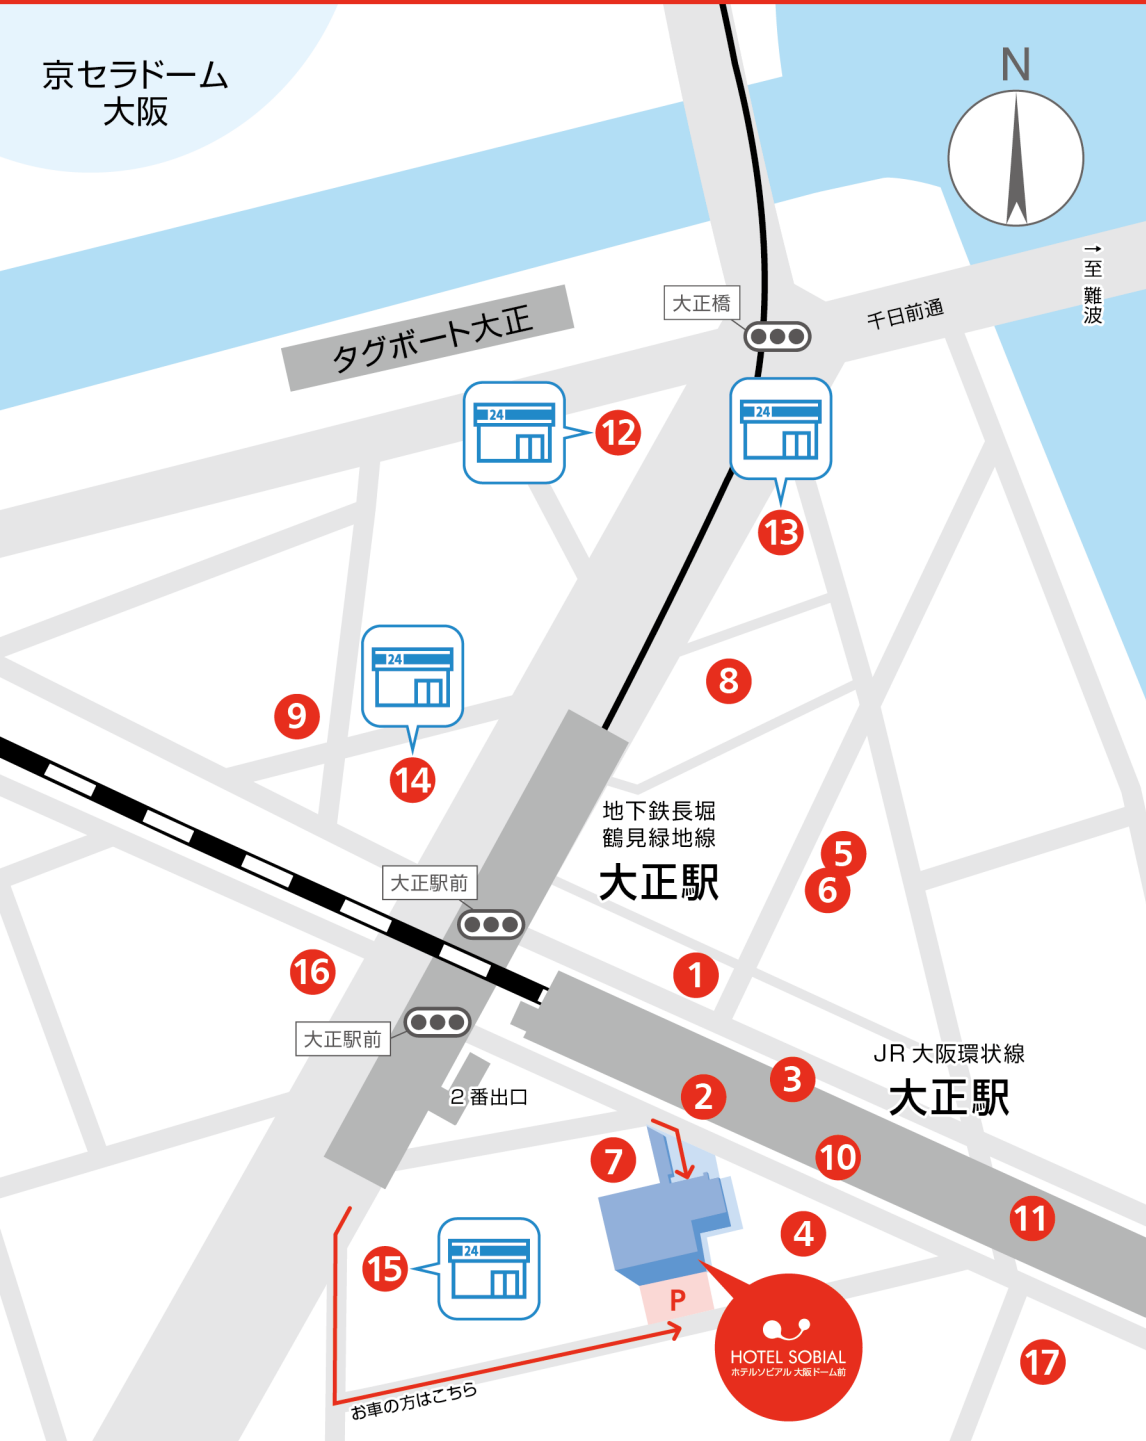 京セラドーム
大阪
N
→至 難波
大正橋
千日前通
タグボート大正
24
12
24
13
8
24
9
14
地下鉄長堀
鶴見緑地線
大正駅
5
6
大正駅前
16
1
大正駅前
JR 大阪環状線
大正駅
3
2
2番出口
7
10
11
4
15
24
P
HOTEL SOBIAL
ホテルソビアル 大阪ドーム前
17
お車の方はこちら